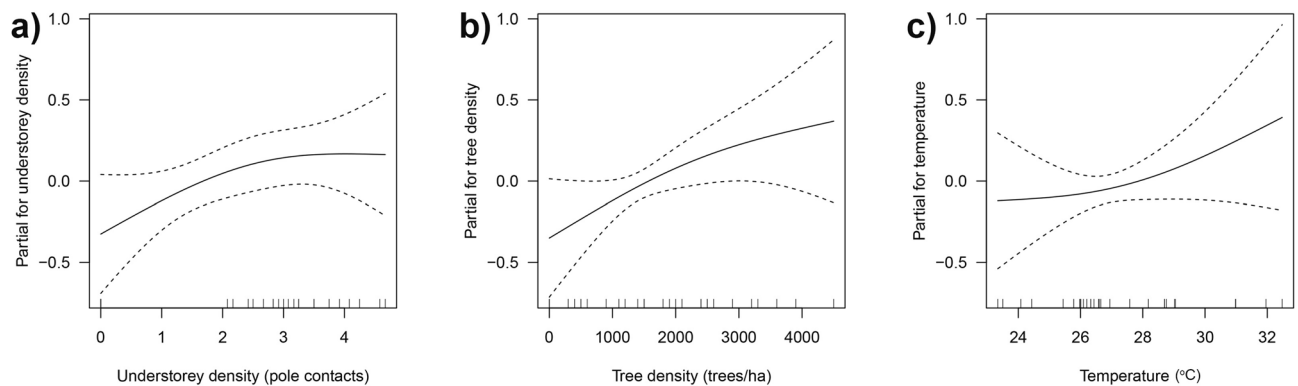 a)
Partial for understorey density
1.0
0.5
0.0
−0.5
0 1 2 3 4
Understorey density (pole contacts)
b)
Partial for tree density
1.0
0.5
0.0
−0.5
0 1000 2000 3000 4000
Tree density (trees/ha)
c)
Partial for temperature
1.0
0.5
0.0
−0.5
24 26 28 30 32
Temperature (°C)